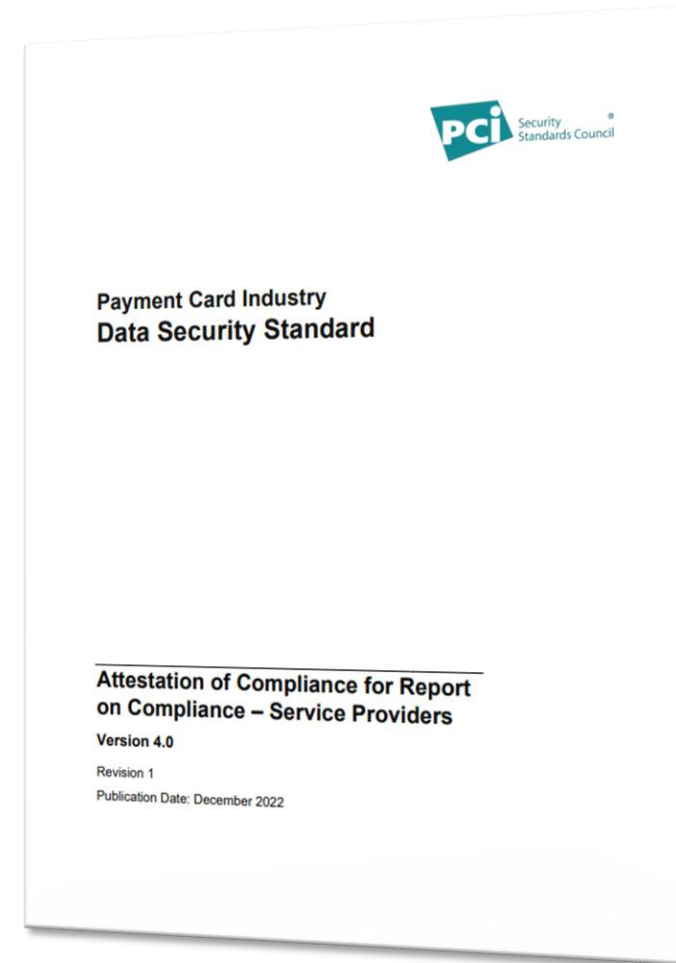 PCi Security
Standards Council
®
Payment Card Industry
Data Security Standard
Attestation of Compliance for Report
on Compliance – Service Providers
Version 4.0
Revision 1
Publication Date: December 2022